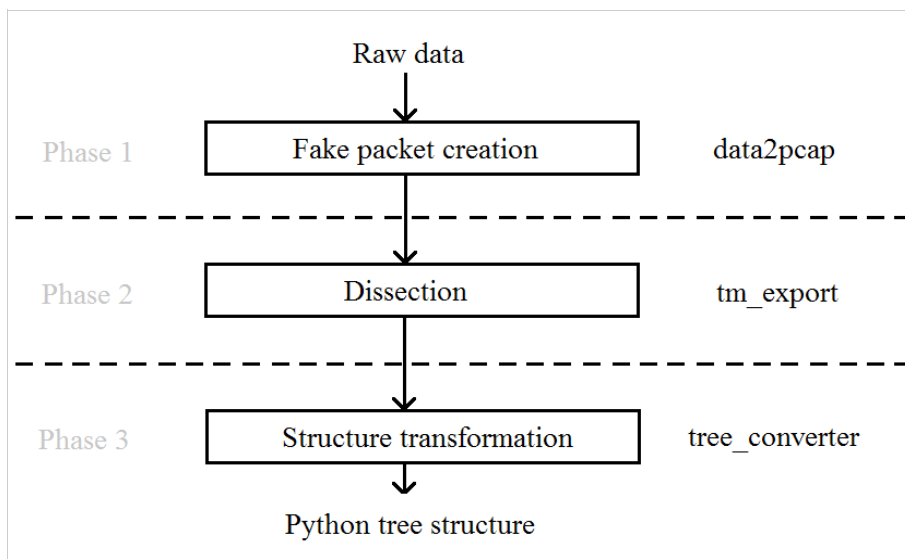 Raw data
Phase 1
Fake packet creation
data2pcap
Phase 2
Dissection
tm_export
Phase 3
Structure transformation
tree_converter
Python tree structure